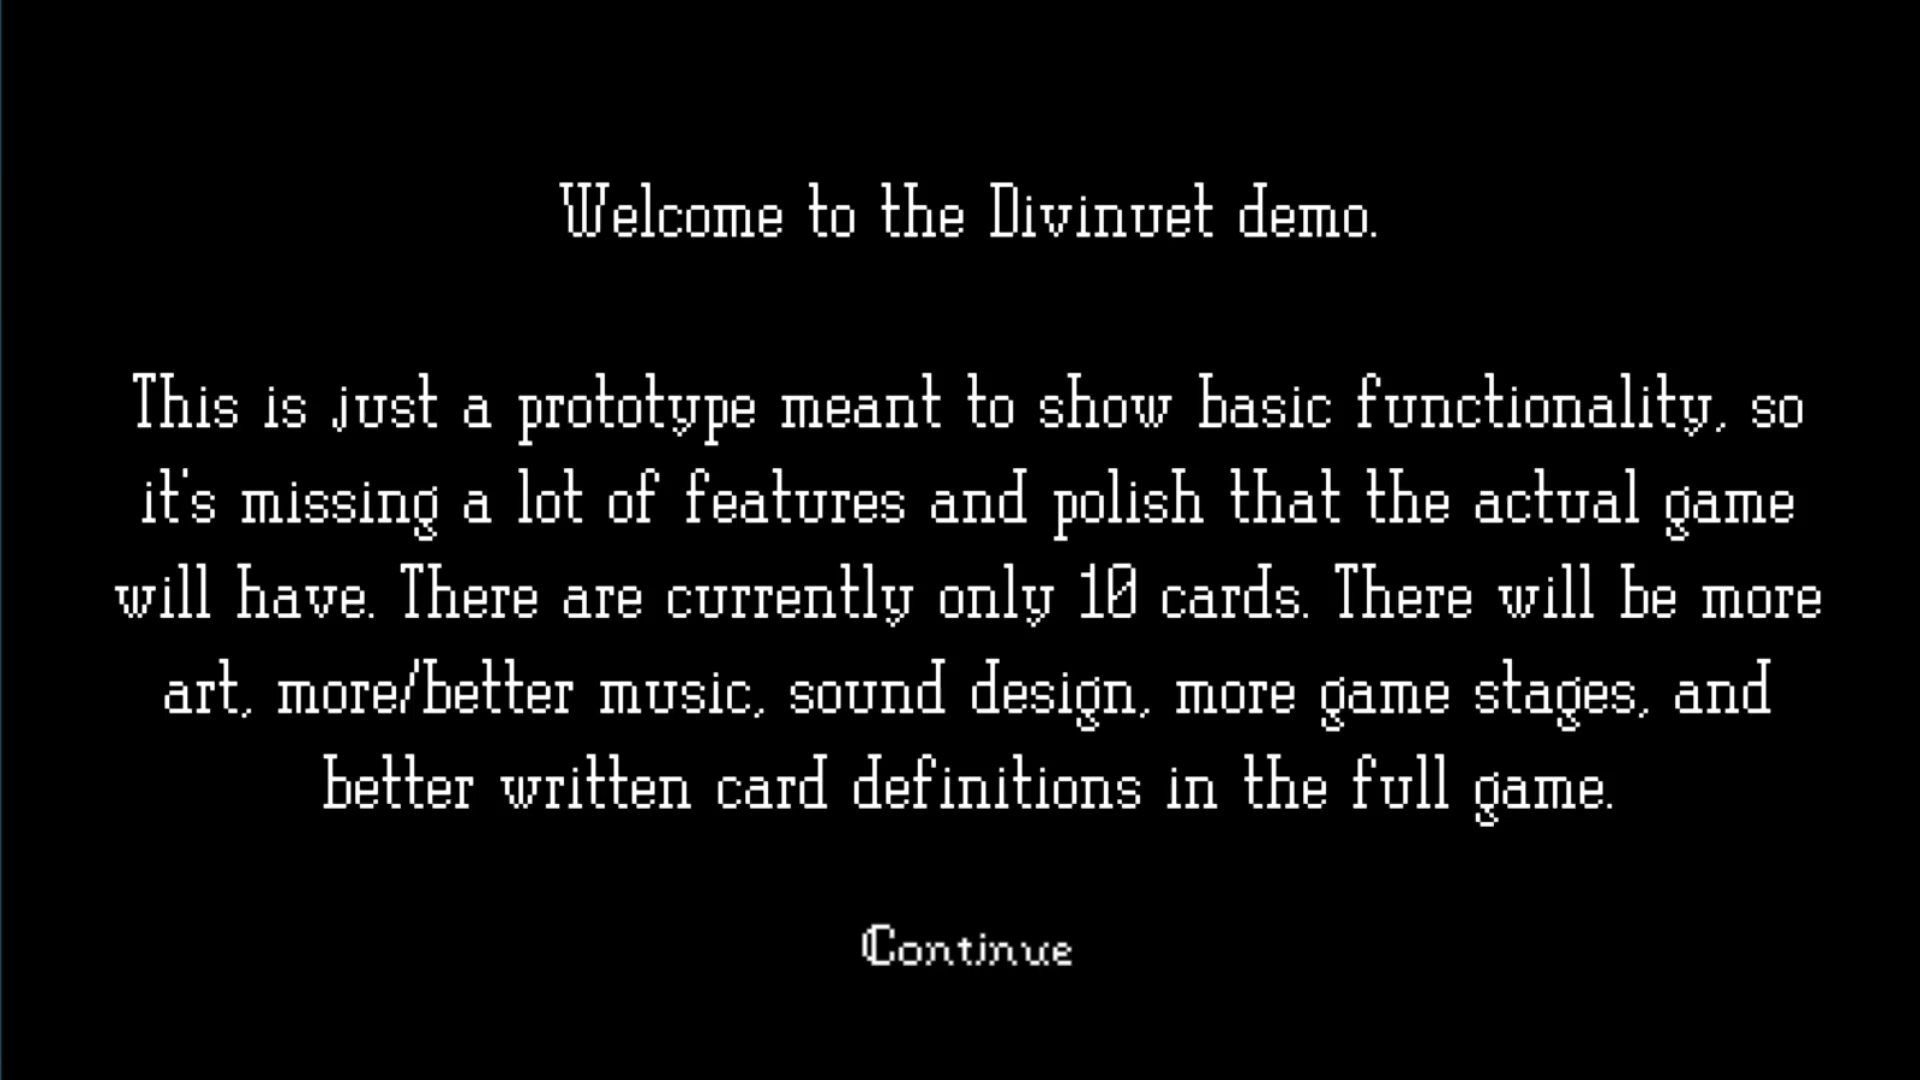 Welcome to the Divinuet demo.
This is just a prototype meant to show basic functionality, so
it's missing a lot of features and polish that the actual game
will have. There are currently only 10 cards. There will be more
art, more/better music, sound design, more game stages, and
better written card definitions in the full game.
Continue